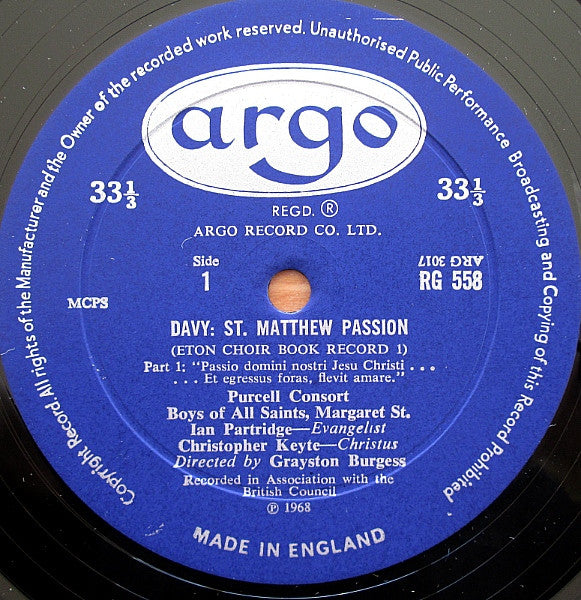 Copyright Record. All rights of the Manufacturer and the Owner of the recorded work reserved. Unauthorised Public Performance Broadcasting and Copying of this Record Prohibited
argo
33⅓
33⅓
REGD. ®
ARGO RECORD CO. LTD.
Side
1
ARG 3017
RG 558
MCPS
DAVY: ST. MATTHEW PASSION
(ETON CHOIR BOOK RECORD 1)
Part 1: "Passio domini nostri Jesu Christi . . .
. . . Et egressus foras, flevit amare."
Purcell Consort
Boys of All Saints, Margaret St.
Ian Partridge—Evangelist
Christopher Keyte—Christus
Directed by Grayston Burgess
Recorded in Association with the
British Council
℗ 1968
MADE IN ENGLAND